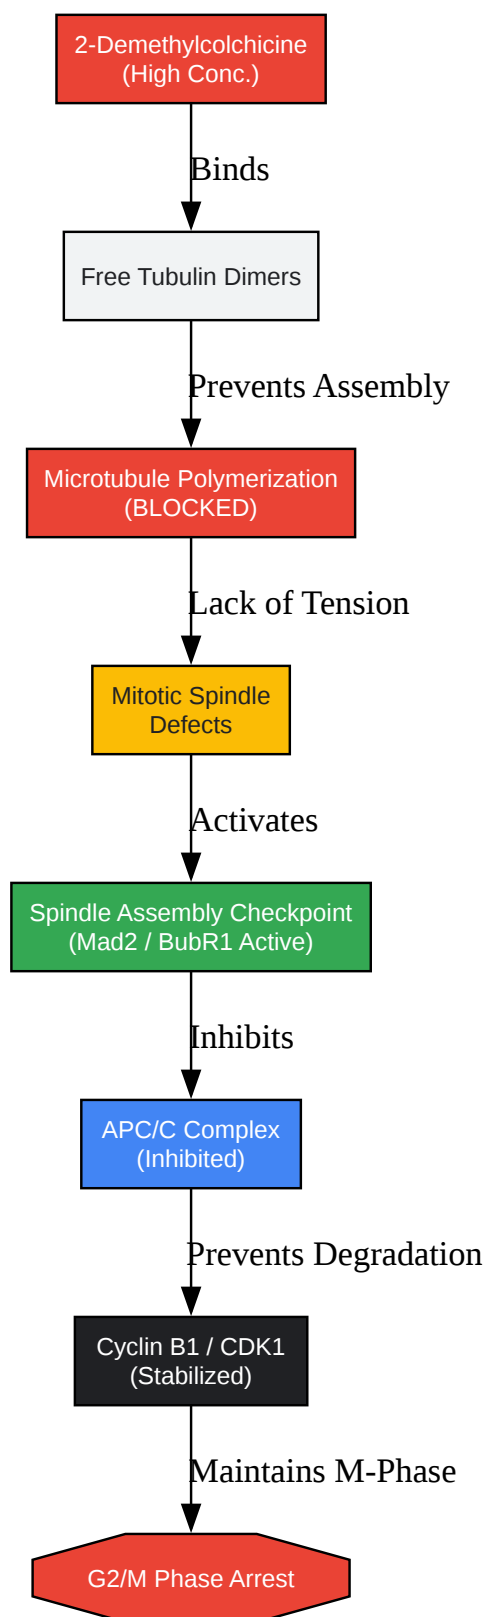 2-Demethylcolchicine
(High Conc.)
Binds
Free Tubulin Dimers
Prevents Assembly
Microtubule Polymerization
(BLOCKED)
Lack of Tension
Mitotic Spindle
Defects
Activates
Spindle Assembly Checkpoint
(Mad2 / BubR1 Active)
Inhibits
APC/C Complex
(Inhibited)
Prevents Degradation
Cyclin B1 / CDK1
(Stabilized)
Maintains M-Phase
G2/M Phase Arrest